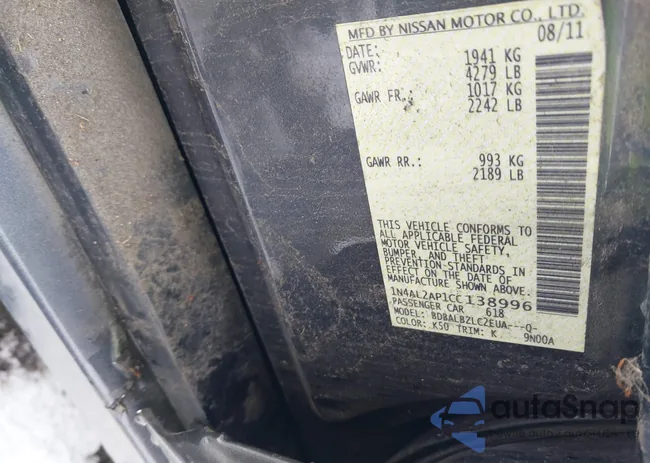 MFD BY NISSAN MOTOR CO., LTD.
DATE: 08/11
GVWR: 1941 KG
4279 LB
GAWR FR.: 1017 KG
2242 LB
GAWR RR.: 993 KG
2189 LB
THIS VEHICLE CONFORMS TO
ALL APPLICABLE FEDERAL
MOTOR VEHICLE SAFETY,
BUMPER, AND THEFT
PREVENTION STANDARDS IN
EFFECT ON THE DATE OF
MANUFACTURE SHOWN ABOVE.
1N4AL2AP1CC138996
PASSENGER CAR 618
MODEL: BDBALBZLC2EUA---Q-
COLOR: K50 TRIM: K 9N00A
autoSnap